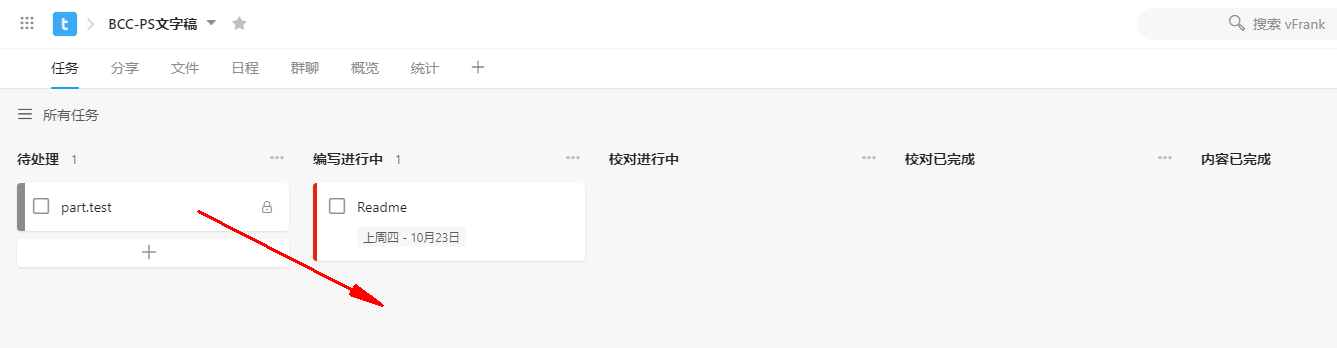 t BCC-PS文字稿 搜索 vFrank
任务 分享 文件 日程 群聊 概览 统计
所有任务
待处理 1 编写进行中 1 校对进行中 校对已完成 内容已完成
part.test Readme
上周四 - 10月23日